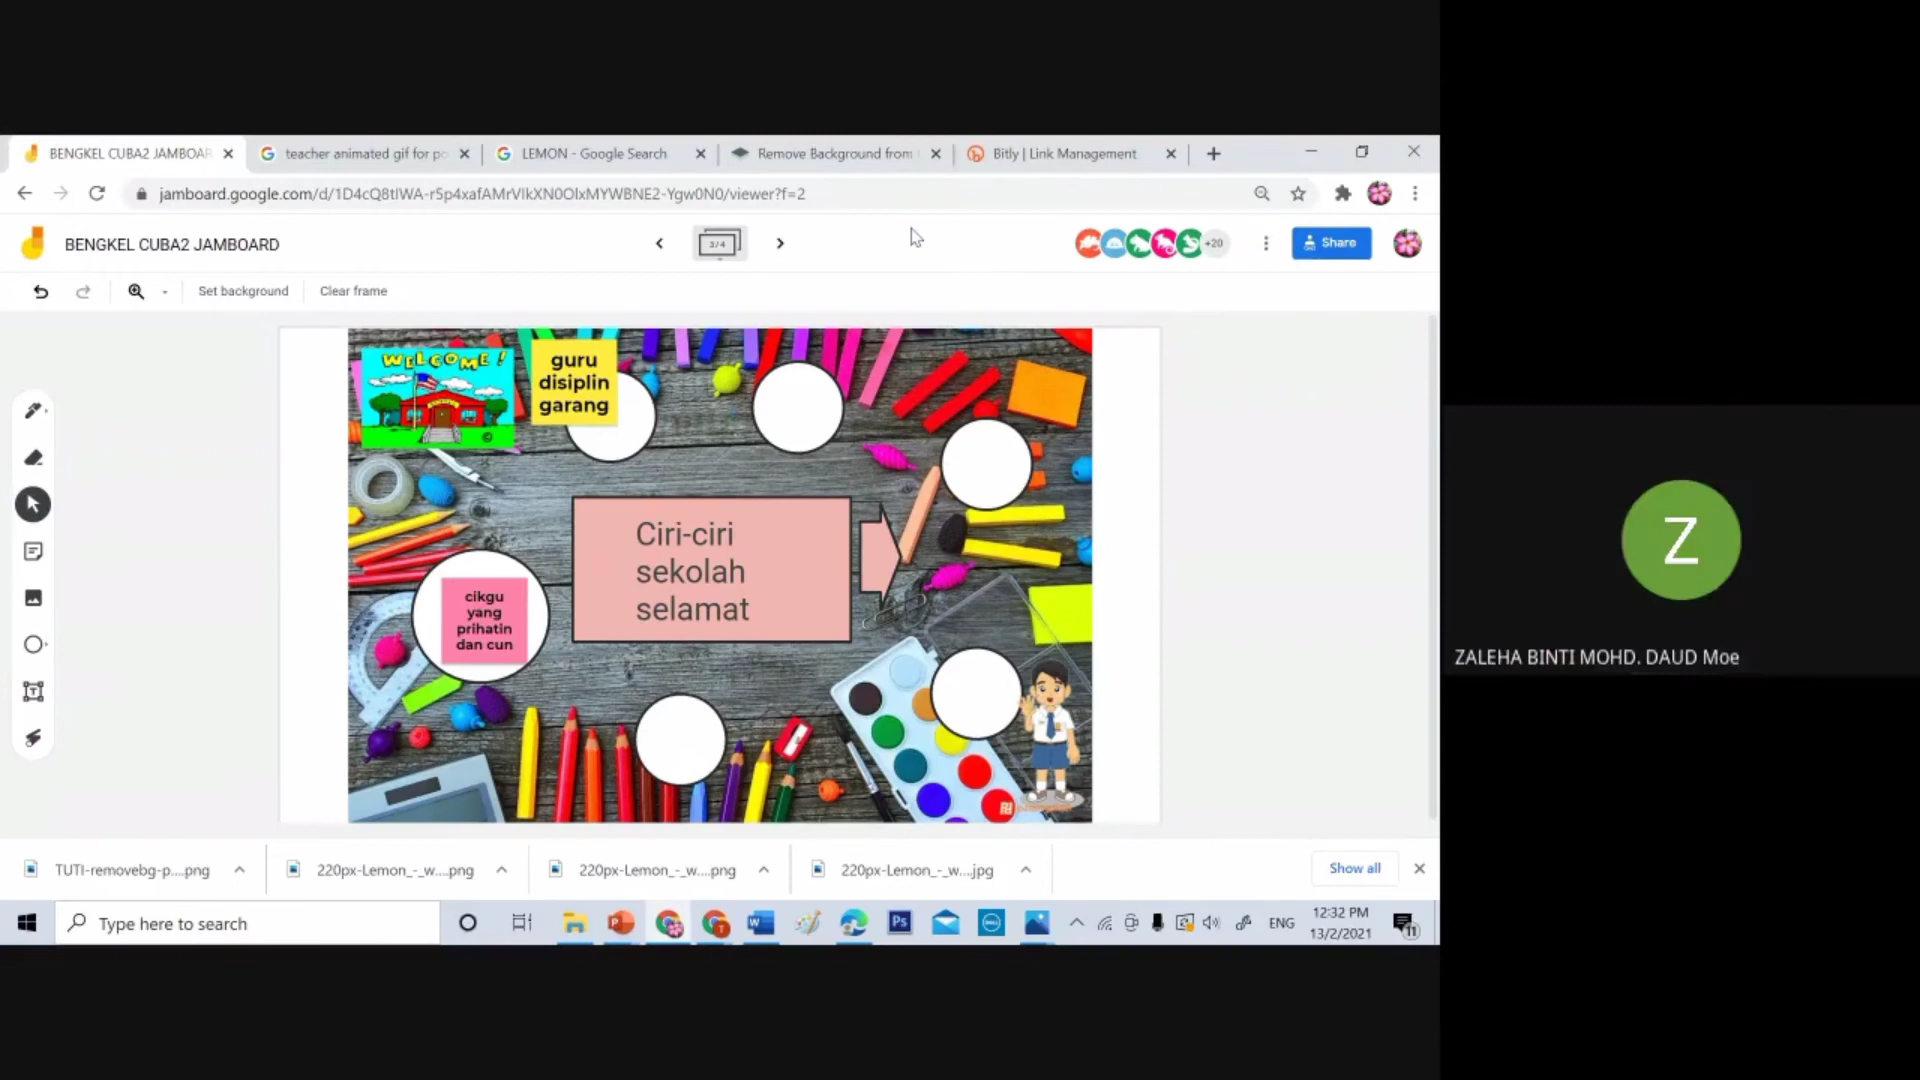 BENGKEL CUBA2 JAMBOAR
teacher animated gif for po
LEMON - Google Search
Remove Background from
Bitly | Link Management
jamboard.google.com/d/1D4cQ8tIWA-r5p4xafAMrVIkXN0OlxMYWBNE2-Ygw0N0/viewer?f=2
BENGKEL CUBA2 JAMBOARD
+20
Share
Set background
Clear frame
WELCOME!
guru
disiplin
garang
Ciri-ciri
sekolah
selamat
cikgu
yang
prihatin
dan cun
Z
ZALEHA BINTI MOHD. DAUD Moe
TUTI-removebg-p....png
220px-Lemon_-_w....png
220px-Lemon_-_w....png
220px-Lemon_-_w....jpg
Show all
Type here to search
Ps
ENG
12:32 PM
13/2/2021
11